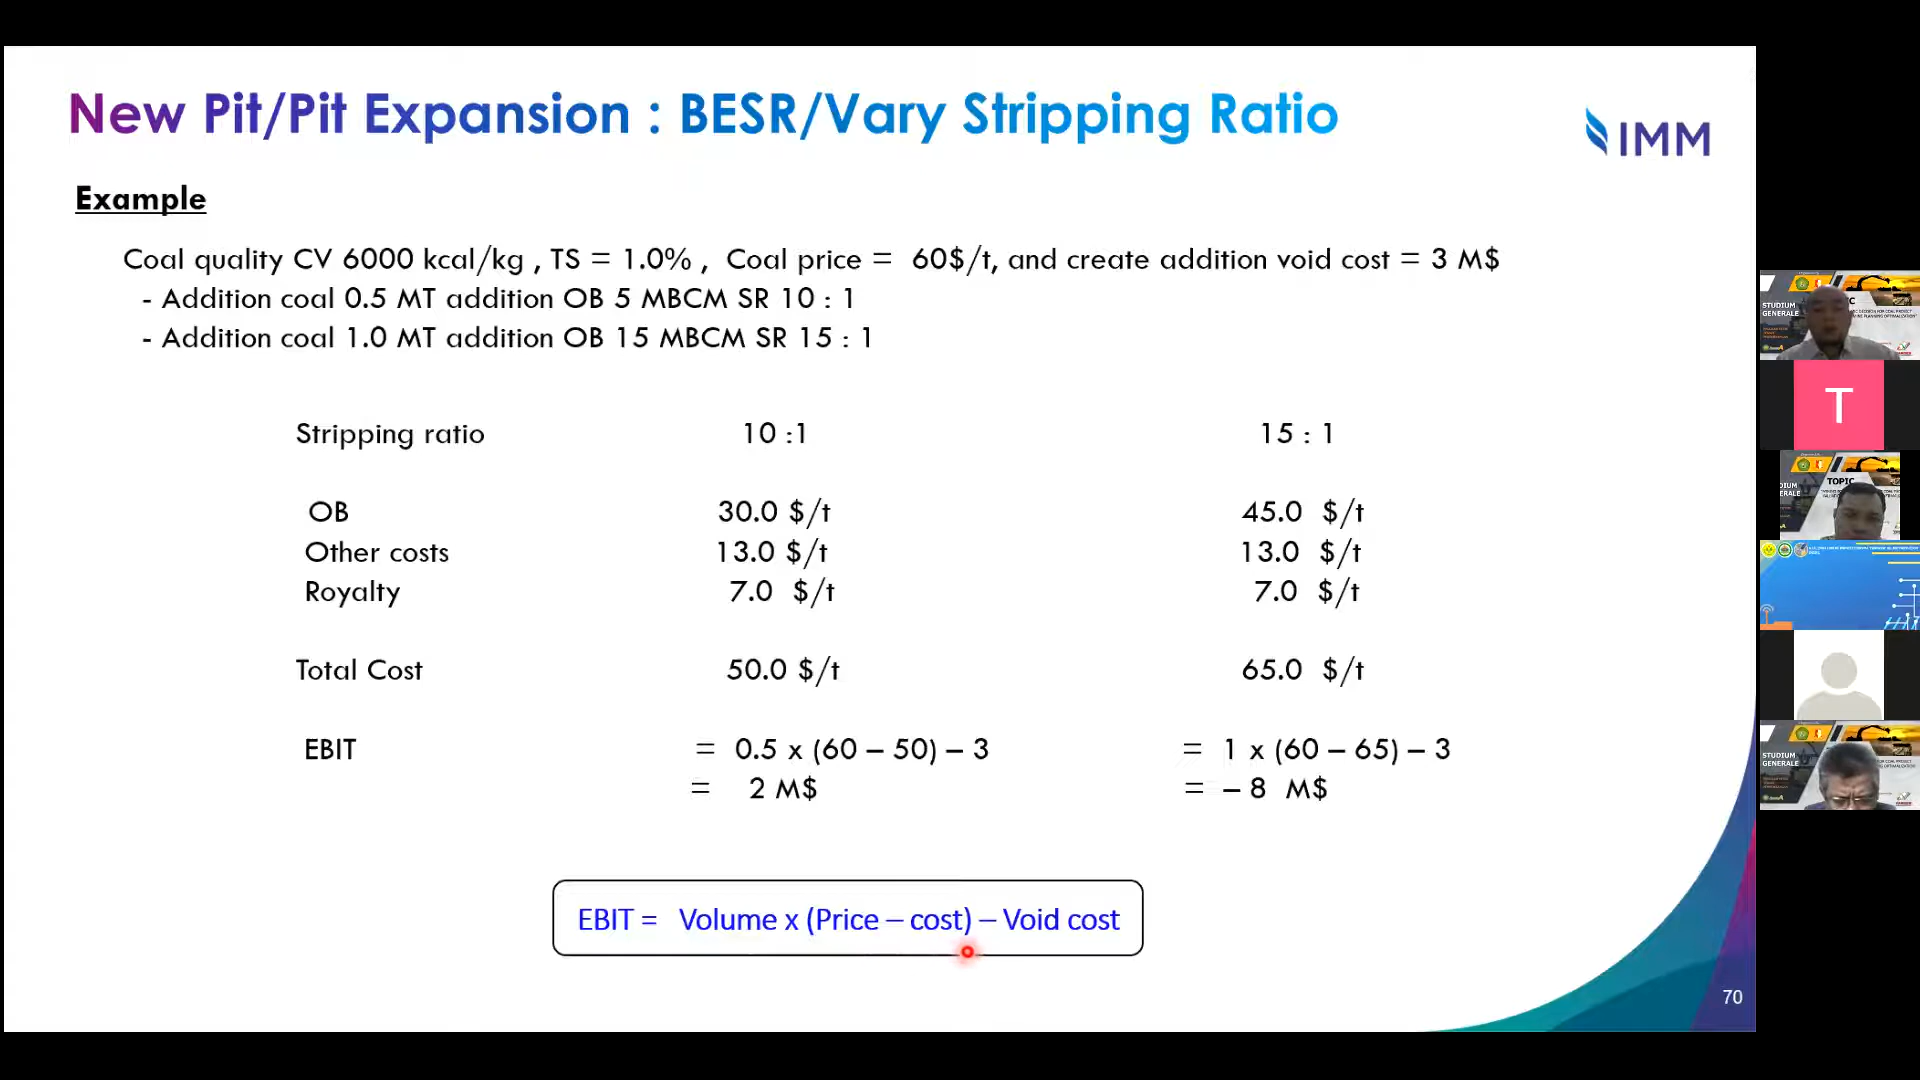 New Pit/Pit Expansion : BESR/Vary Stripping Ratio
IMM
Example
Coal quality CV 6000 kcal/kg , TS = 1.0% , Coal price = 60$/t, and create addition void cost = 3 M$
- Addition coal 0.5 MT addition OB 5 MBCM SR 10 : 1
- Addition coal 1.0 MT addition OB 15 MBCM SR 15 : 1
Stripping ratio 10 :1 15 : 1
OB 30.0 $/t 45.0 $/t
Other costs 13.0 $/t 13.0 $/t
Royalty 7.0 $/t 7.0 $/t
Total Cost 50.0 $/t 65.0 $/t
EBIT = 0.5 x (60 – 50) – 3 = 1 x (60 – 65) – 3
= 2 M$ = – 8 M$
EBIT = Volume x (Price – cost) – Void cost
70
STUDIUM
GENERALE
T
TOPIC
STUDIUM
GENERALE